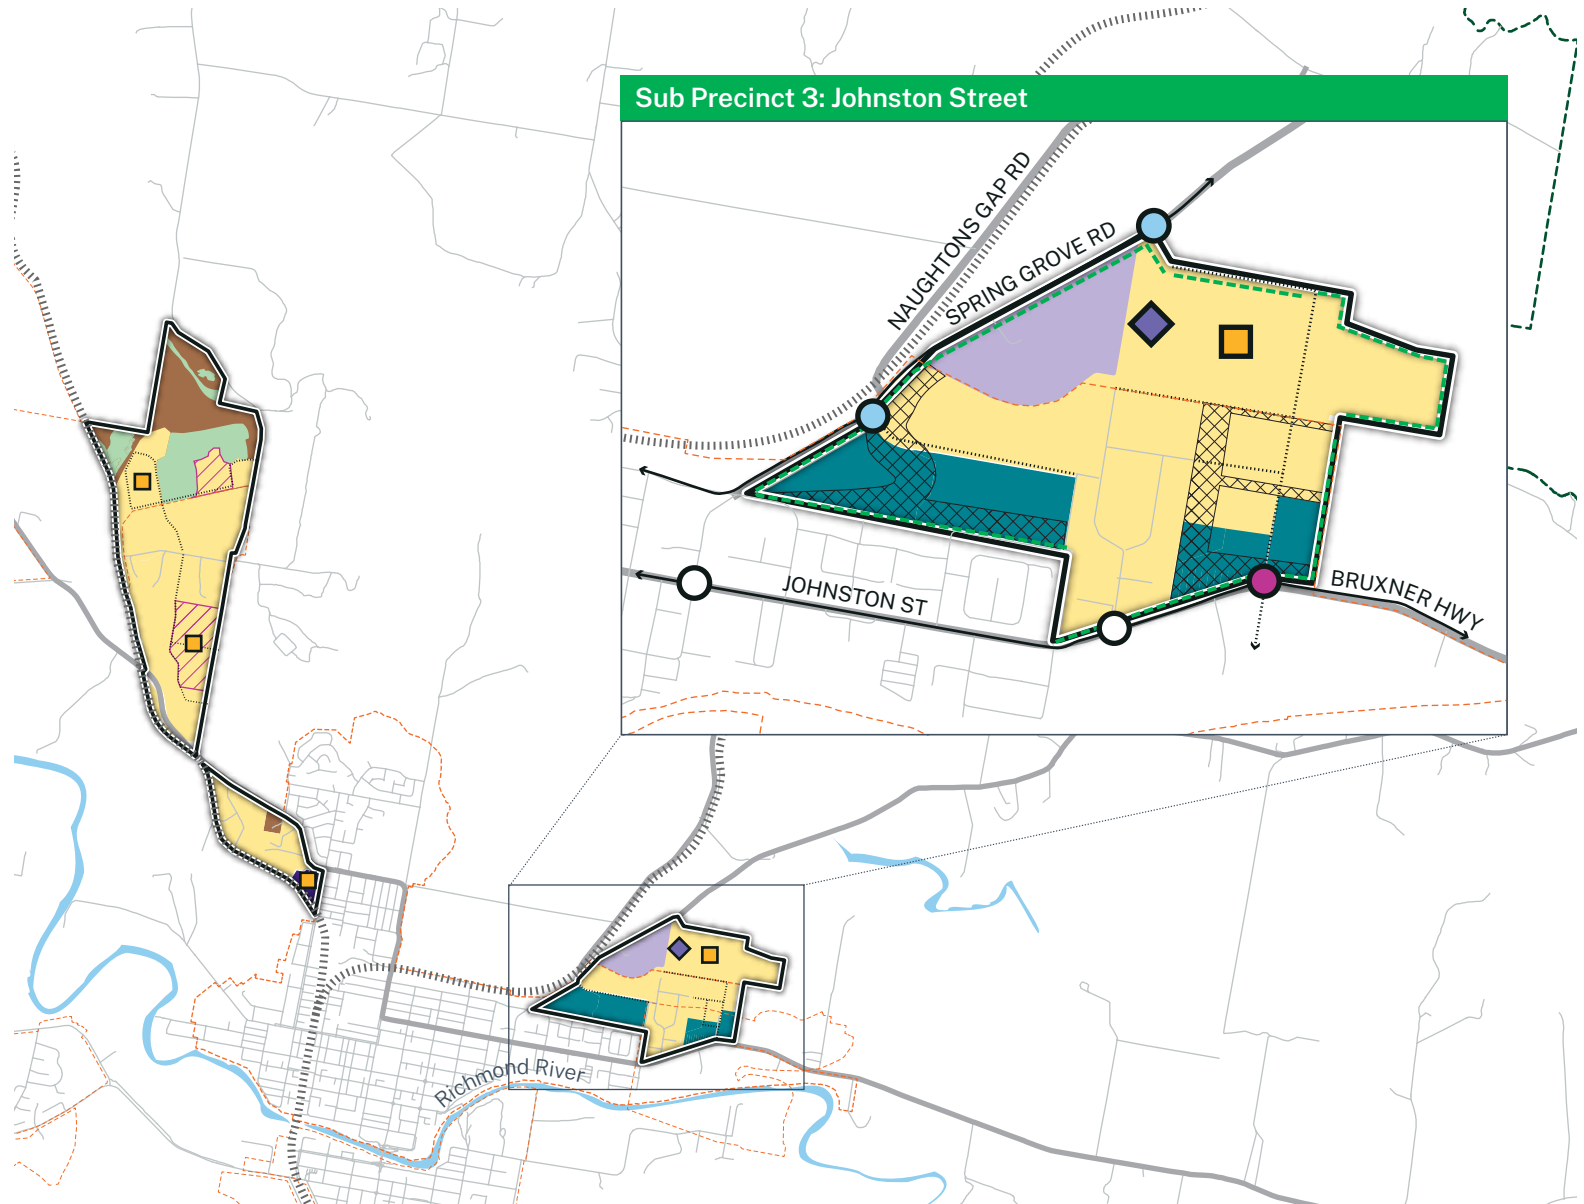 Sub Precinct 3: Johnston Street
NAUGHTONS GAP RD
SPRING GROVE RD
JOHNSTON ST
BRUXNER HWY
Richmond River